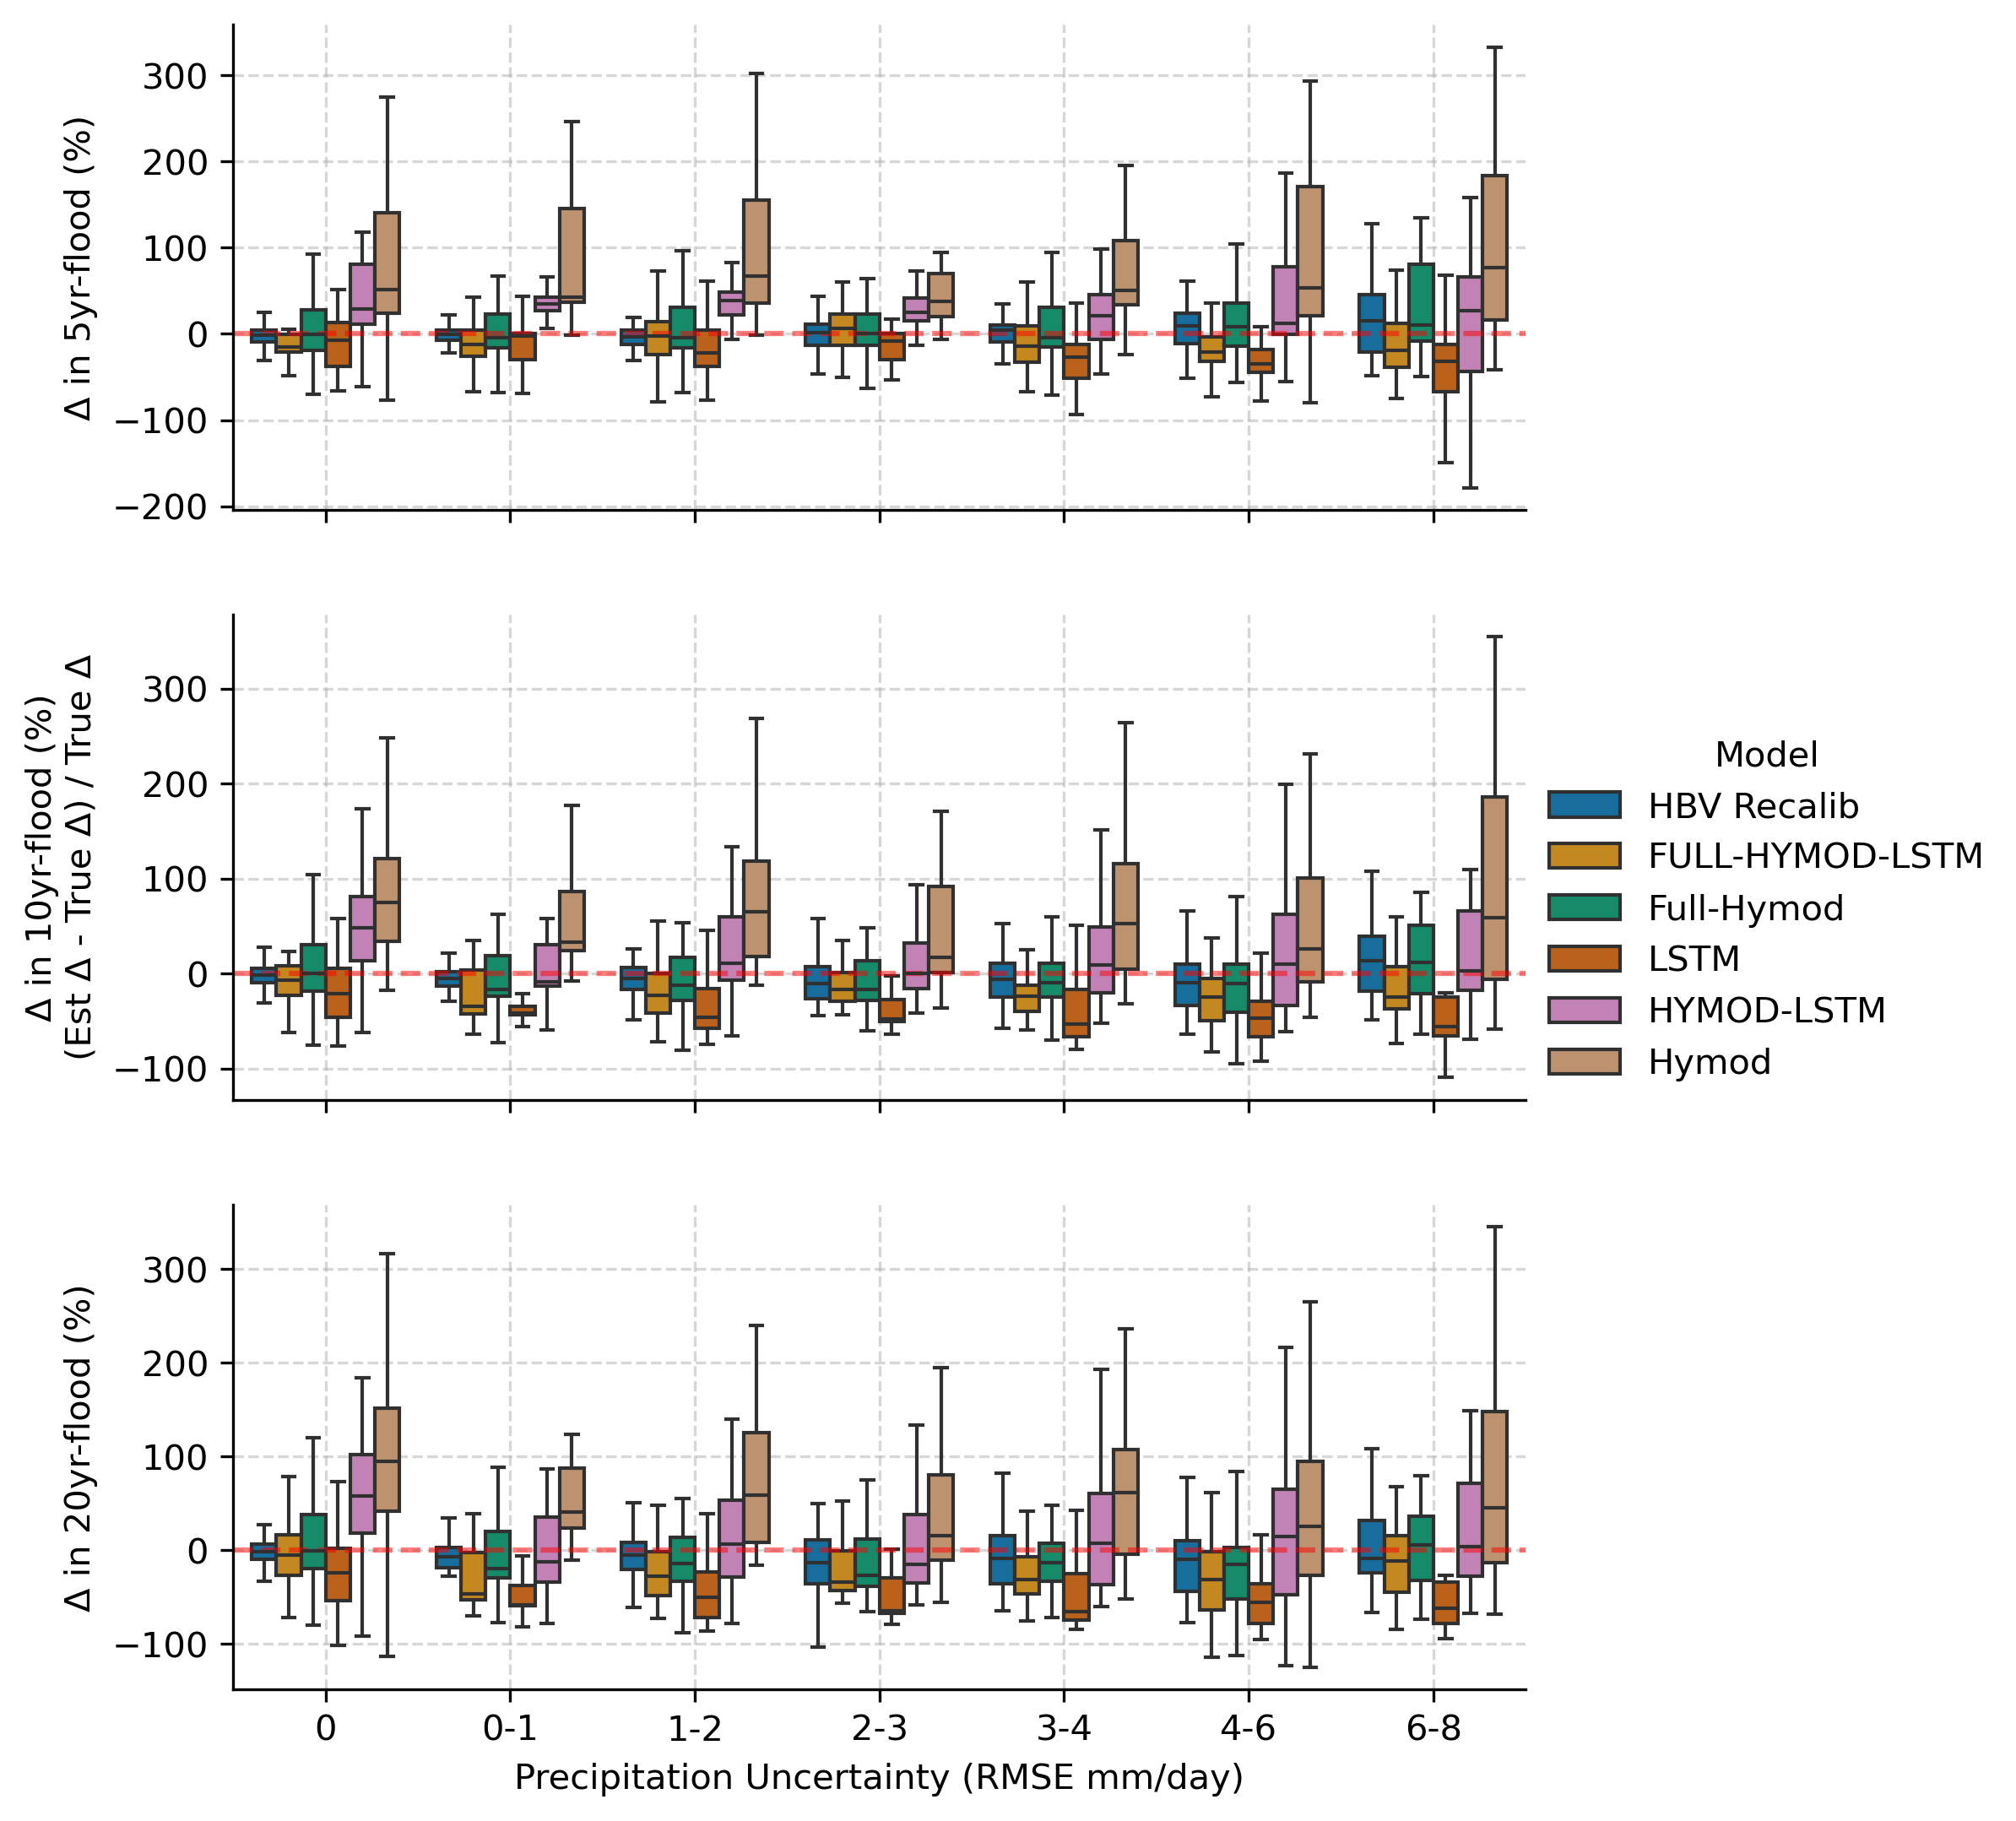 Δ in 5yr-flood (%)
300
200
100
0
−100
−200
Δ in 10yr-flood (%)
(Est Δ - True Δ) / True Δ
300
200
100
0
−100
Model
HBV Recalib
FULL-HYMOD-LSTM
Full-Hymod
LSTM
HYMOD-LSTM
Hymod
Δ in 20yr-flood (%)
300
200
100
0
−100
0 0-1 1-2 2-3 3-4 4-6 6-8
Precipitation Uncertainty (RMSE mm/day)